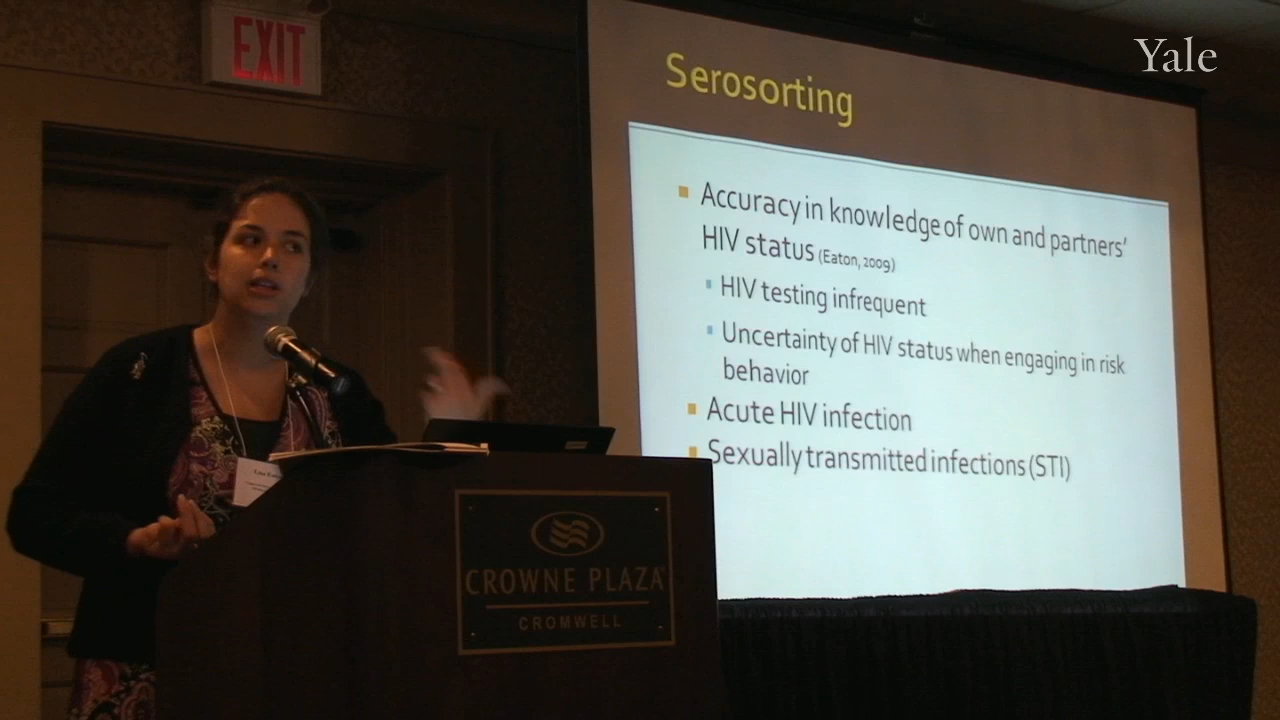 EXIT
Yale
Serosorting
Accuracy in knowledge of own and partners'
HIV status (Eaton, 2009)
HIV testing infrequent
Uncertainty of HIV status when engaging in risk
behavior
Acute HIV infection
Sexually transmitted infections (STI)
CROWNE PLAZA
CROMWELL